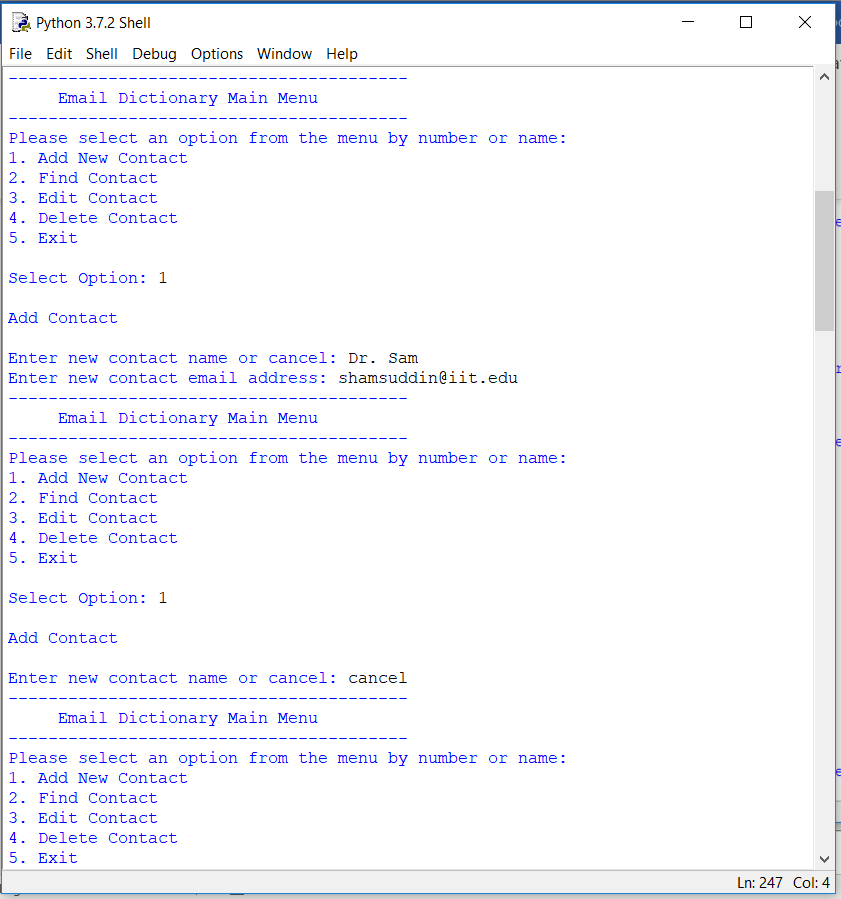 Python 3.7.2 Shell
File Edit Shell Debug Options Window Help
----------------------------------------
     Email Dictionary Main Menu
----------------------------------------
Please select an option from the menu by number or name:
1. Add New Contact
2. Find Contact
3. Edit Contact
4. Delete Contact
5. Exit

Select Option: 1

Add Contact

Enter new contact name or cancel: Dr. Sam
Enter new contact email address: shamsuddin@iit.edu
----------------------------------------
     Email Dictionary Main Menu
----------------------------------------
Please select an option from the menu by number or name:
1. Add New Contact
2. Find Contact
3. Edit Contact
4. Delete Contact
5. Exit

Select Option: 1

Add Contact

Enter new contact name or cancel: cancel
----------------------------------------
     Email Dictionary Main Menu
----------------------------------------
Please select an option from the menu by number or name:
1. Add New Contact
2. Find Contact
3. Edit Contact
4. Delete Contact
5. Exit
Ln: 247 Col: 4